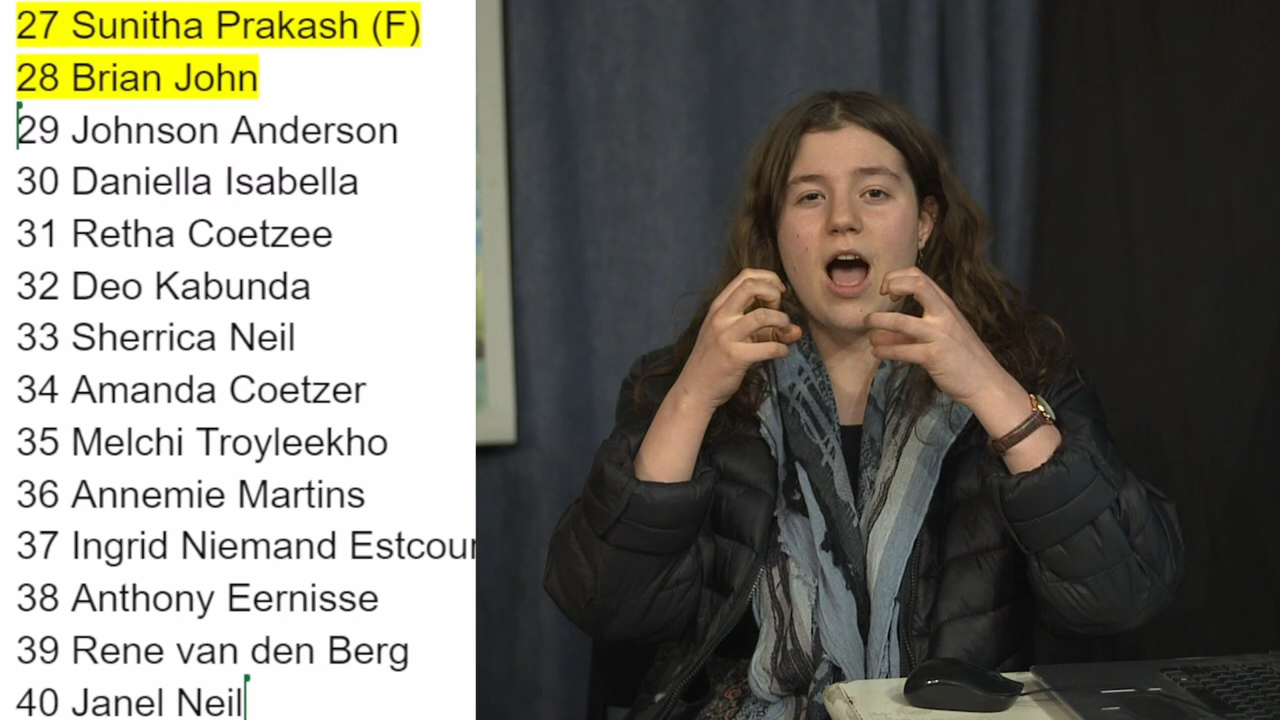 27 Sunitha Prakash (F)
28 Brian John
29 Johnson Anderson
30 Daniella Isabella
31 Retha Coetzee
32 Deo Kabunda
33 Sherrica Neil
34 Amanda Coetzer
35 Melchi Troyleekho
36 Annemie Martins
37 Ingrid Niemand
38 Anthony Eernisse
39 Rene van den Berg
40 Janel Neil